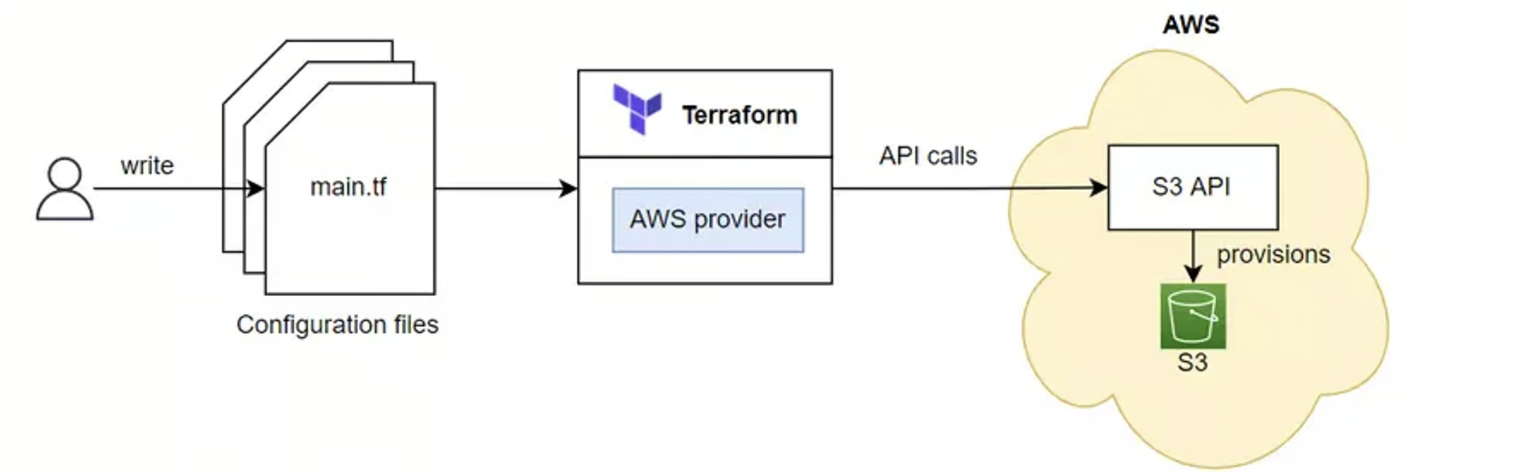 AWS
write
main.tf
Configuration files
Terraform
AWS provider
API calls
S3 API
provisions
S3